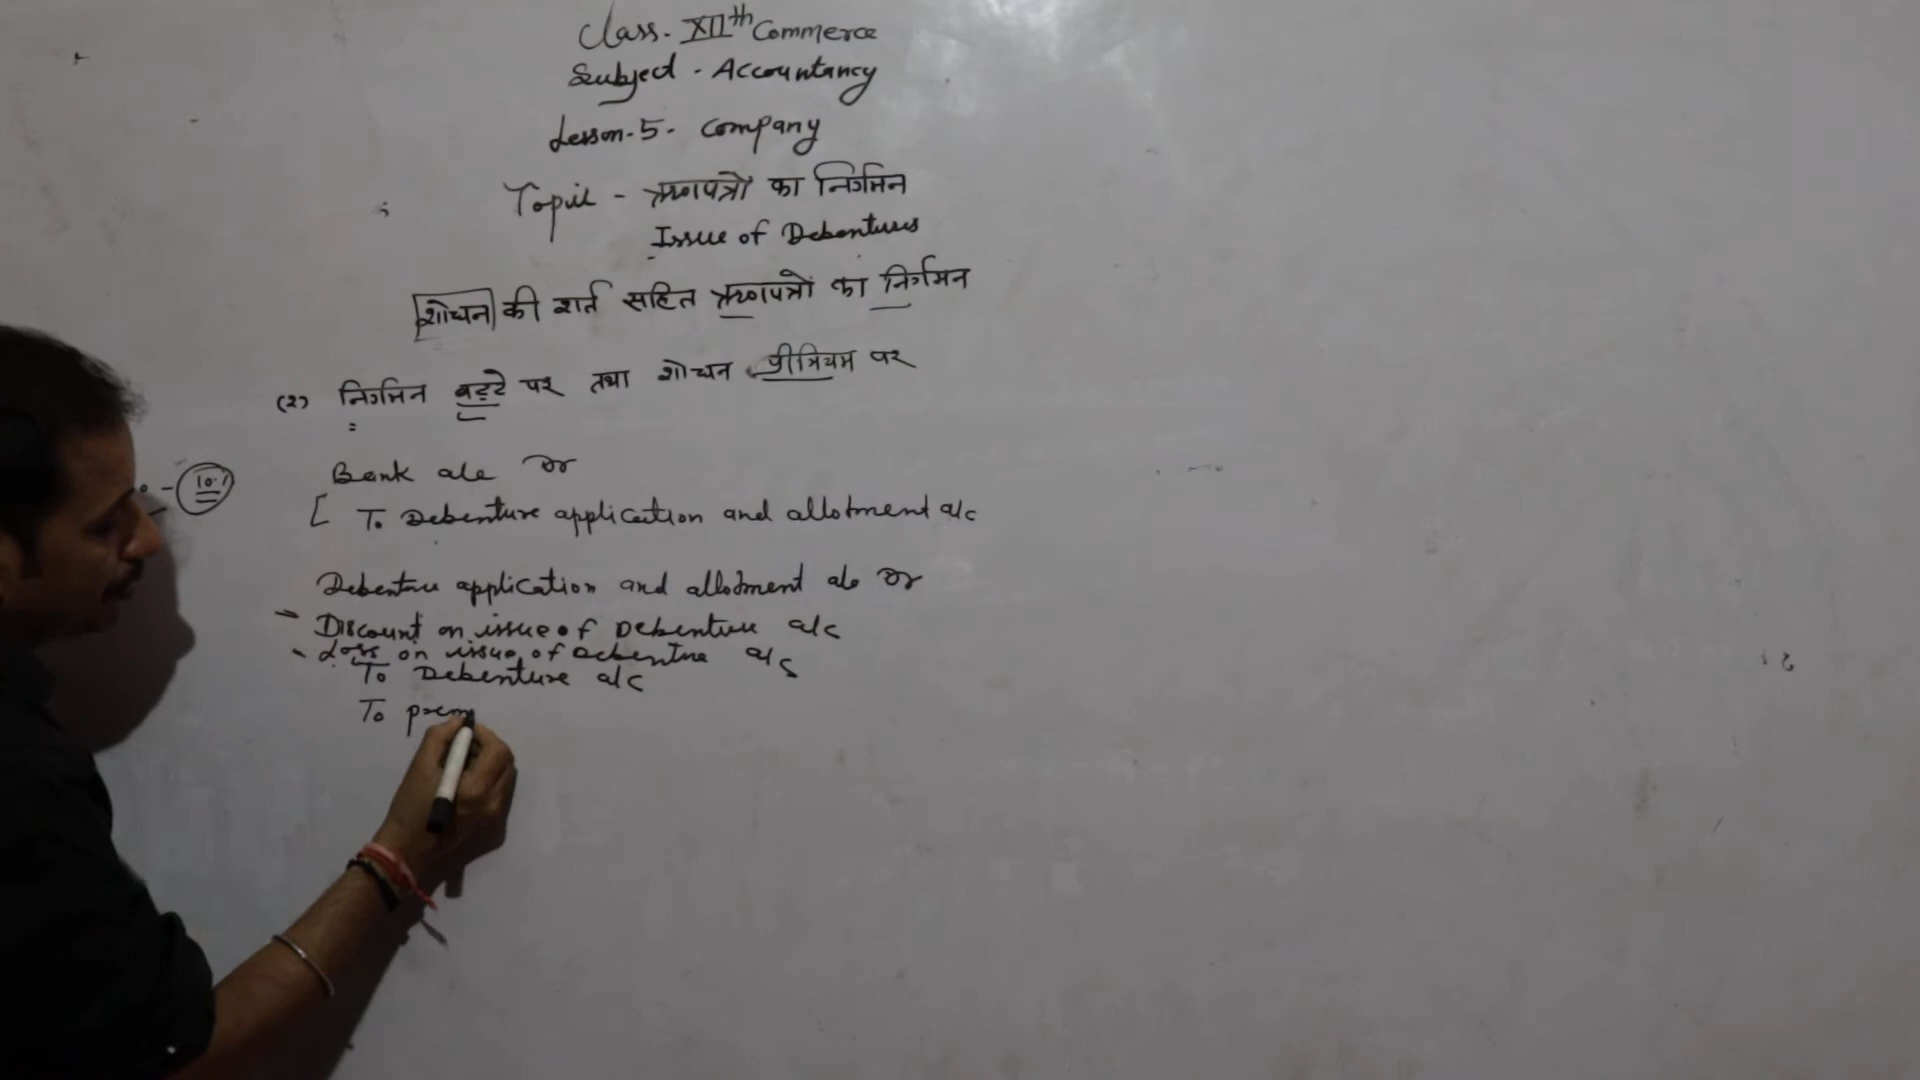 Class - XIIth Commerce
Subject - Accountancy
Lesson-5- Company
Topic - ऋणपत्रों का निर्गमन
Issue of Debentures
शोधन की शर्त सहित ऋणपत्रों का निर्गमन
(२) निर्गमन बट्टे पर तथा शोधन प्रीमियम पर
Bank a/c Dr
- 10%
[ To Debenture application and allotment a/c
Debenture application and allotment a/c Dr
- Discount on issue of Debenture a/c
- Loss on issue of Debenture a/c
To Debenture a/c
To prem